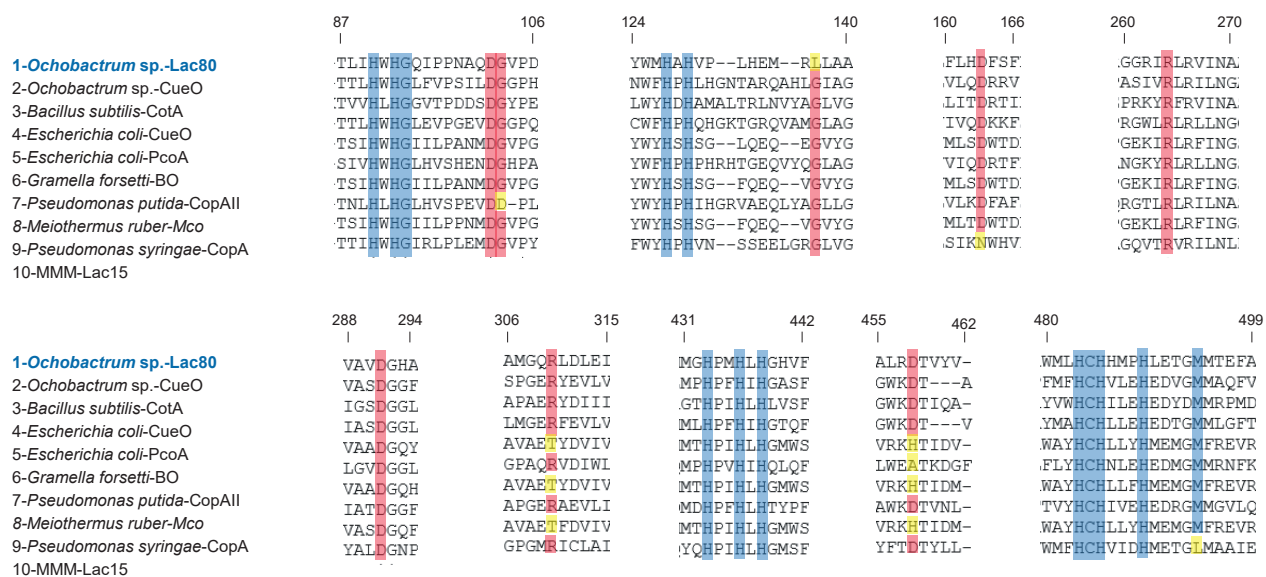 87 106 124 140 160 166 260 270
1-Ochobactrum sp.-Lac80 TLIHWHGQIPPNAQDGVPD YWMHAHVP--LHEM--RLLAA FLHDFSF GGRIRLRVINA
2-Ochobactrum sp.-CueO TTLHWHGLFVPSILDGGPH NWFHPHLHGNTARQAHLGIAG VLQDRRV PASIVRLRILNG
3-Bacillus subtilis-CotA TVVHLHGGVTPDDSDGYPE LWYHDHAMALTRLNVYAGLVG LITDRTI SPRKYRFRVINA
4-Escherichia coli-CueO TTLHWHGLEVPGEVDGGPQ CWFHPHQHGKTGRQVAMGLAG IVQDKKF RGWLRLRLLNG
5-Escherichia coli-PcoA TSIHWHGIILPANMDGVPG YWYHSHSG--LQEQ--EGVYG MLSDWTD GEKIRLRFING
6-Gramella forsetti-BO SIVHWHGLHVSHENDGHPA YWFHPHPHRHTGEQVYQGLAG VIQDRTF NGKYRLRLLNG
7-Pseudomonas putida-CopAII TSIHWHGIILPANMDGVPG YWYHSHSG--FQEQ--VGVYG MLSDWTD GEKIRLRFING
8-Meiothermus ruber-Mco TNLHLHGLHVSPEVDD-PL YWYHPHIHGRVAEQLYAGLLG VLKDFAF RGTLRLRILNG
9-Pseudomonas syringae-CopA TSIHWHGIILPPNMDGVPG YWYHSHSG--FQEQ--VGVYG MLTDWTD GEKLRLRFING
10-MMM-Lac15 TTIHWHGIRLPLEMDGVPY FWYHPHVN--SSEELGRGLVG SIKNWHV GQVTRVRILNL
288 294 306 315 431 442 455 462 480 499
1-Ochobactrum sp.-Lac80 VAVDGHA AMGQRLDLEI MGHPMHLHGHVF ALRDTVYV- WMLHCHHMPHLETGMMTEFA
2-Ochobactrum sp.-CueO VASDGGF SPGERYEVLV MPHPFHIHGASF GWKDT---A FMFHCHVLEHEDVGMMAQFV
3-Bacillus subtilis-CotA IGSDGGL APAERYDIII GTHPIHLHLVSF GWKDTIQA- YVWHCHILEHEDYDMMRPMD
4-Escherichia coli-CueO IASDGGL LMGERFEVLV MLHPFHIHGTQF GWKDT---V YMAHCHLLEHEDTGMMLGFT
5-Escherichia coli-PcoA VAADGQY AVAETYDVIV MTHPIHLHGMWS VRKHTIDV- WAYHCHLLYHMEMGMFREVR
6-Gramella forsetti-BO LGVDGGL GPAQRVDIWL MPHPVHIHQLQF LWEATKDGF FLYHCHNLEHEDMGMMRNFK
7-Pseudomonas putida-CopAII VAADGQH AVAETYDVIV MTHPIHLHGMWS VRKHTIDM- WAYHCHLLFHMEMGMFREVR
8-Meiothermus ruber-Mco IATDGGF APGERAEVLI MDHPFHLHTYPF AWKDTVNL- TVYHCHIVEHEDRGMMGVLQ
9-Pseudomonas syringae-CopA VASDGQF AVAETFDVIV MTHPIHLHGMWS VRKHTIDM- WAYHCHLLYHMEMGMFREVR
10-MMM-Lac15 YALDGNP GPGMRICLAI YQHPIHLHGMSF YFTDTYLL- WMFHCHVIDHMETGLMAAIE